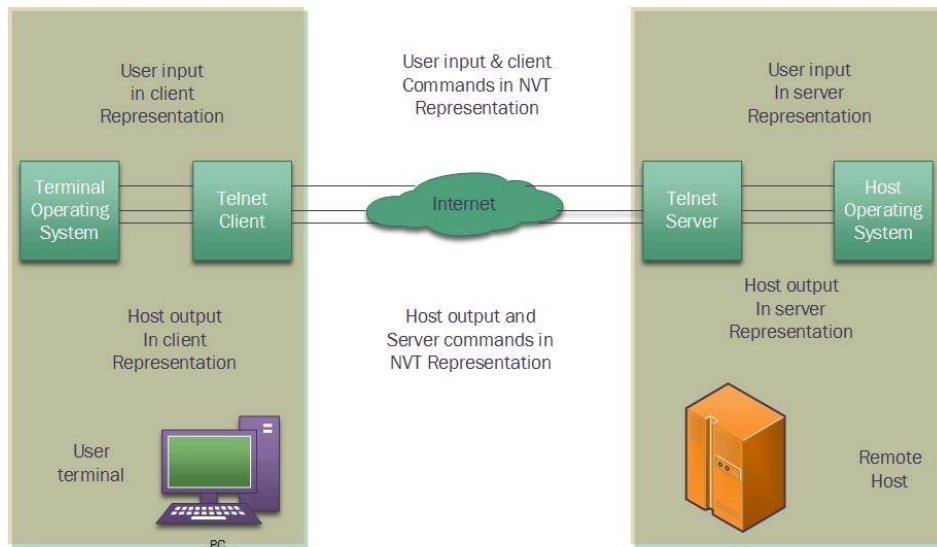 User input
in client
Representation
User input & client
Commands in NVT
Representation
User input
In server
Representation
Terminal
Operating
System
Telnet
Client
Internet
Telnet
Server
Host
Operating
System
Host output
In client
Representation
Host output and
Server commands in
NVT Representation
Host output
In server
Representation
User
terminal
PC
Remote
Host